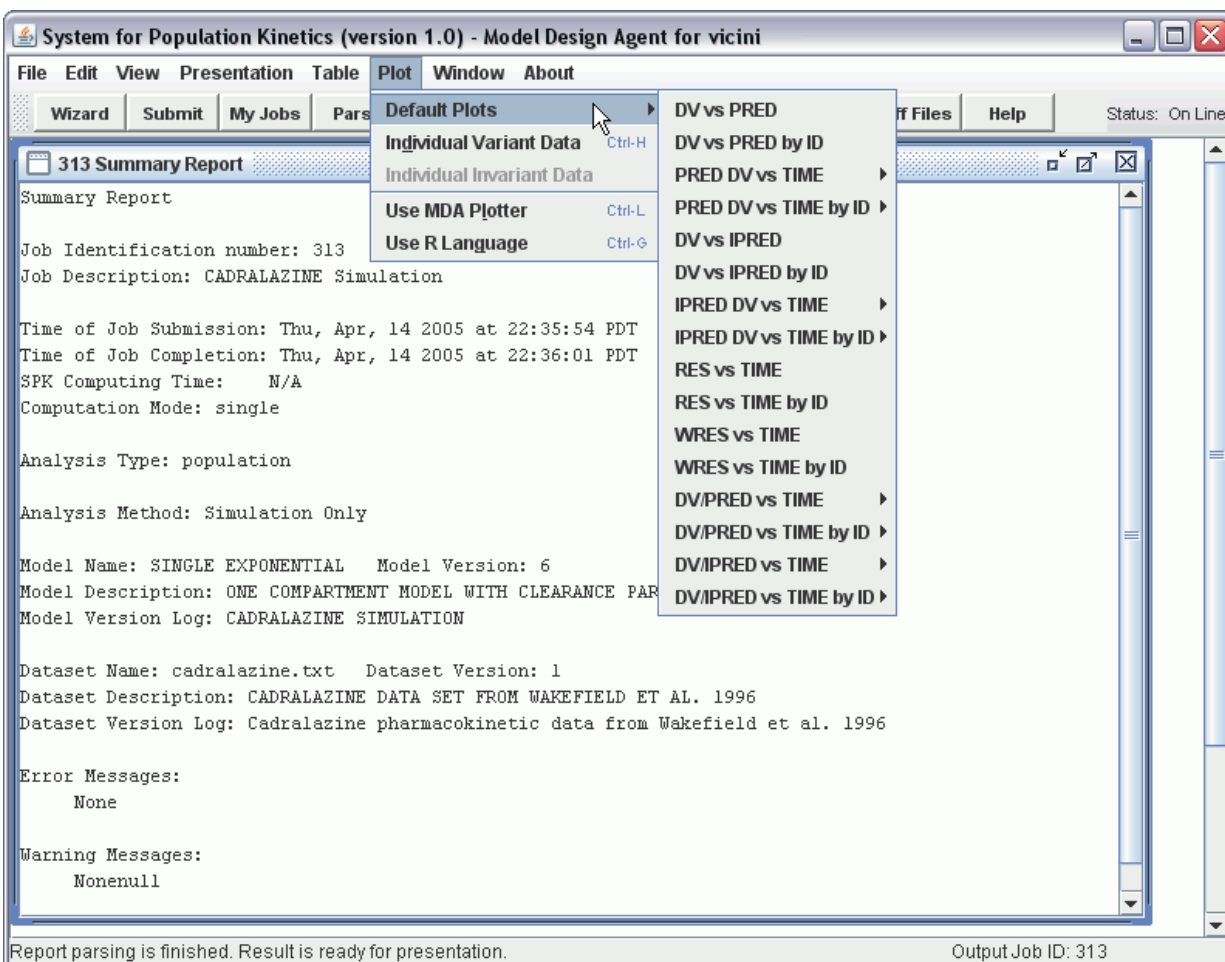 System for Population Kinetics (version 1.0) - Model Design Agent for vicini
File Edit View Presentation Table Plot Window About
Wizard Submit My Jobs Pars ff Files Help Status: On Line
Default Plots
Individual Variant Data Ctrl-H
Individual Invariant Data
Use MDA Plotter Ctrl-L
Use R Language Ctrl-G
DV vs PRED
DV vs PRED by ID
PRED DV vs TIME
PRED DV vs TIME by ID
DV vs IPRED
DV vs IPRED by ID
IPRED DV vs TIME
IPRED DV vs TIME by ID
RES vs TIME
RES vs TIME by ID
WRES vs TIME
WRES vs TIME by ID
DV/PRED vs TIME
DV/PRED vs TIME by ID
DV/IPRED vs TIME
DV/IPRED vs TIME by ID
313 Summary Report
Summary Report
Job Identification number: 313
Job Description: CADRALAZINE Simulation
Time of Job Submission: Thu, Apr, 14 2005 at 22:35:54 PDT
Time of Job Completion: Thu, Apr, 14 2005 at 22:36:01 PDT
SPK Computing Time: N/A
Computation Mode: single
Analysis Type: population
Analysis Method: Simulation Only
Model Name: SINGLE EXPONENTIAL Model Version: 6
Model Description: ONE COMPARTMENT MODEL WITH CLEARANCE PAR
Model Version Log: CADRALAZINE SIMULATION
Dataset Name: cadralazine.txt Dataset Version: 1
Dataset Description: CADRALAZINE DATA SET FROM WAKEFIELD ET AL. 1996
Dataset Version Log: Cadralazine pharmacokinetic data from Wakefield et al. 1996
Error Messages:
None
Warning Messages:
Nonenull
Report parsing is finished. Result is ready for presentation. Output Job ID: 313